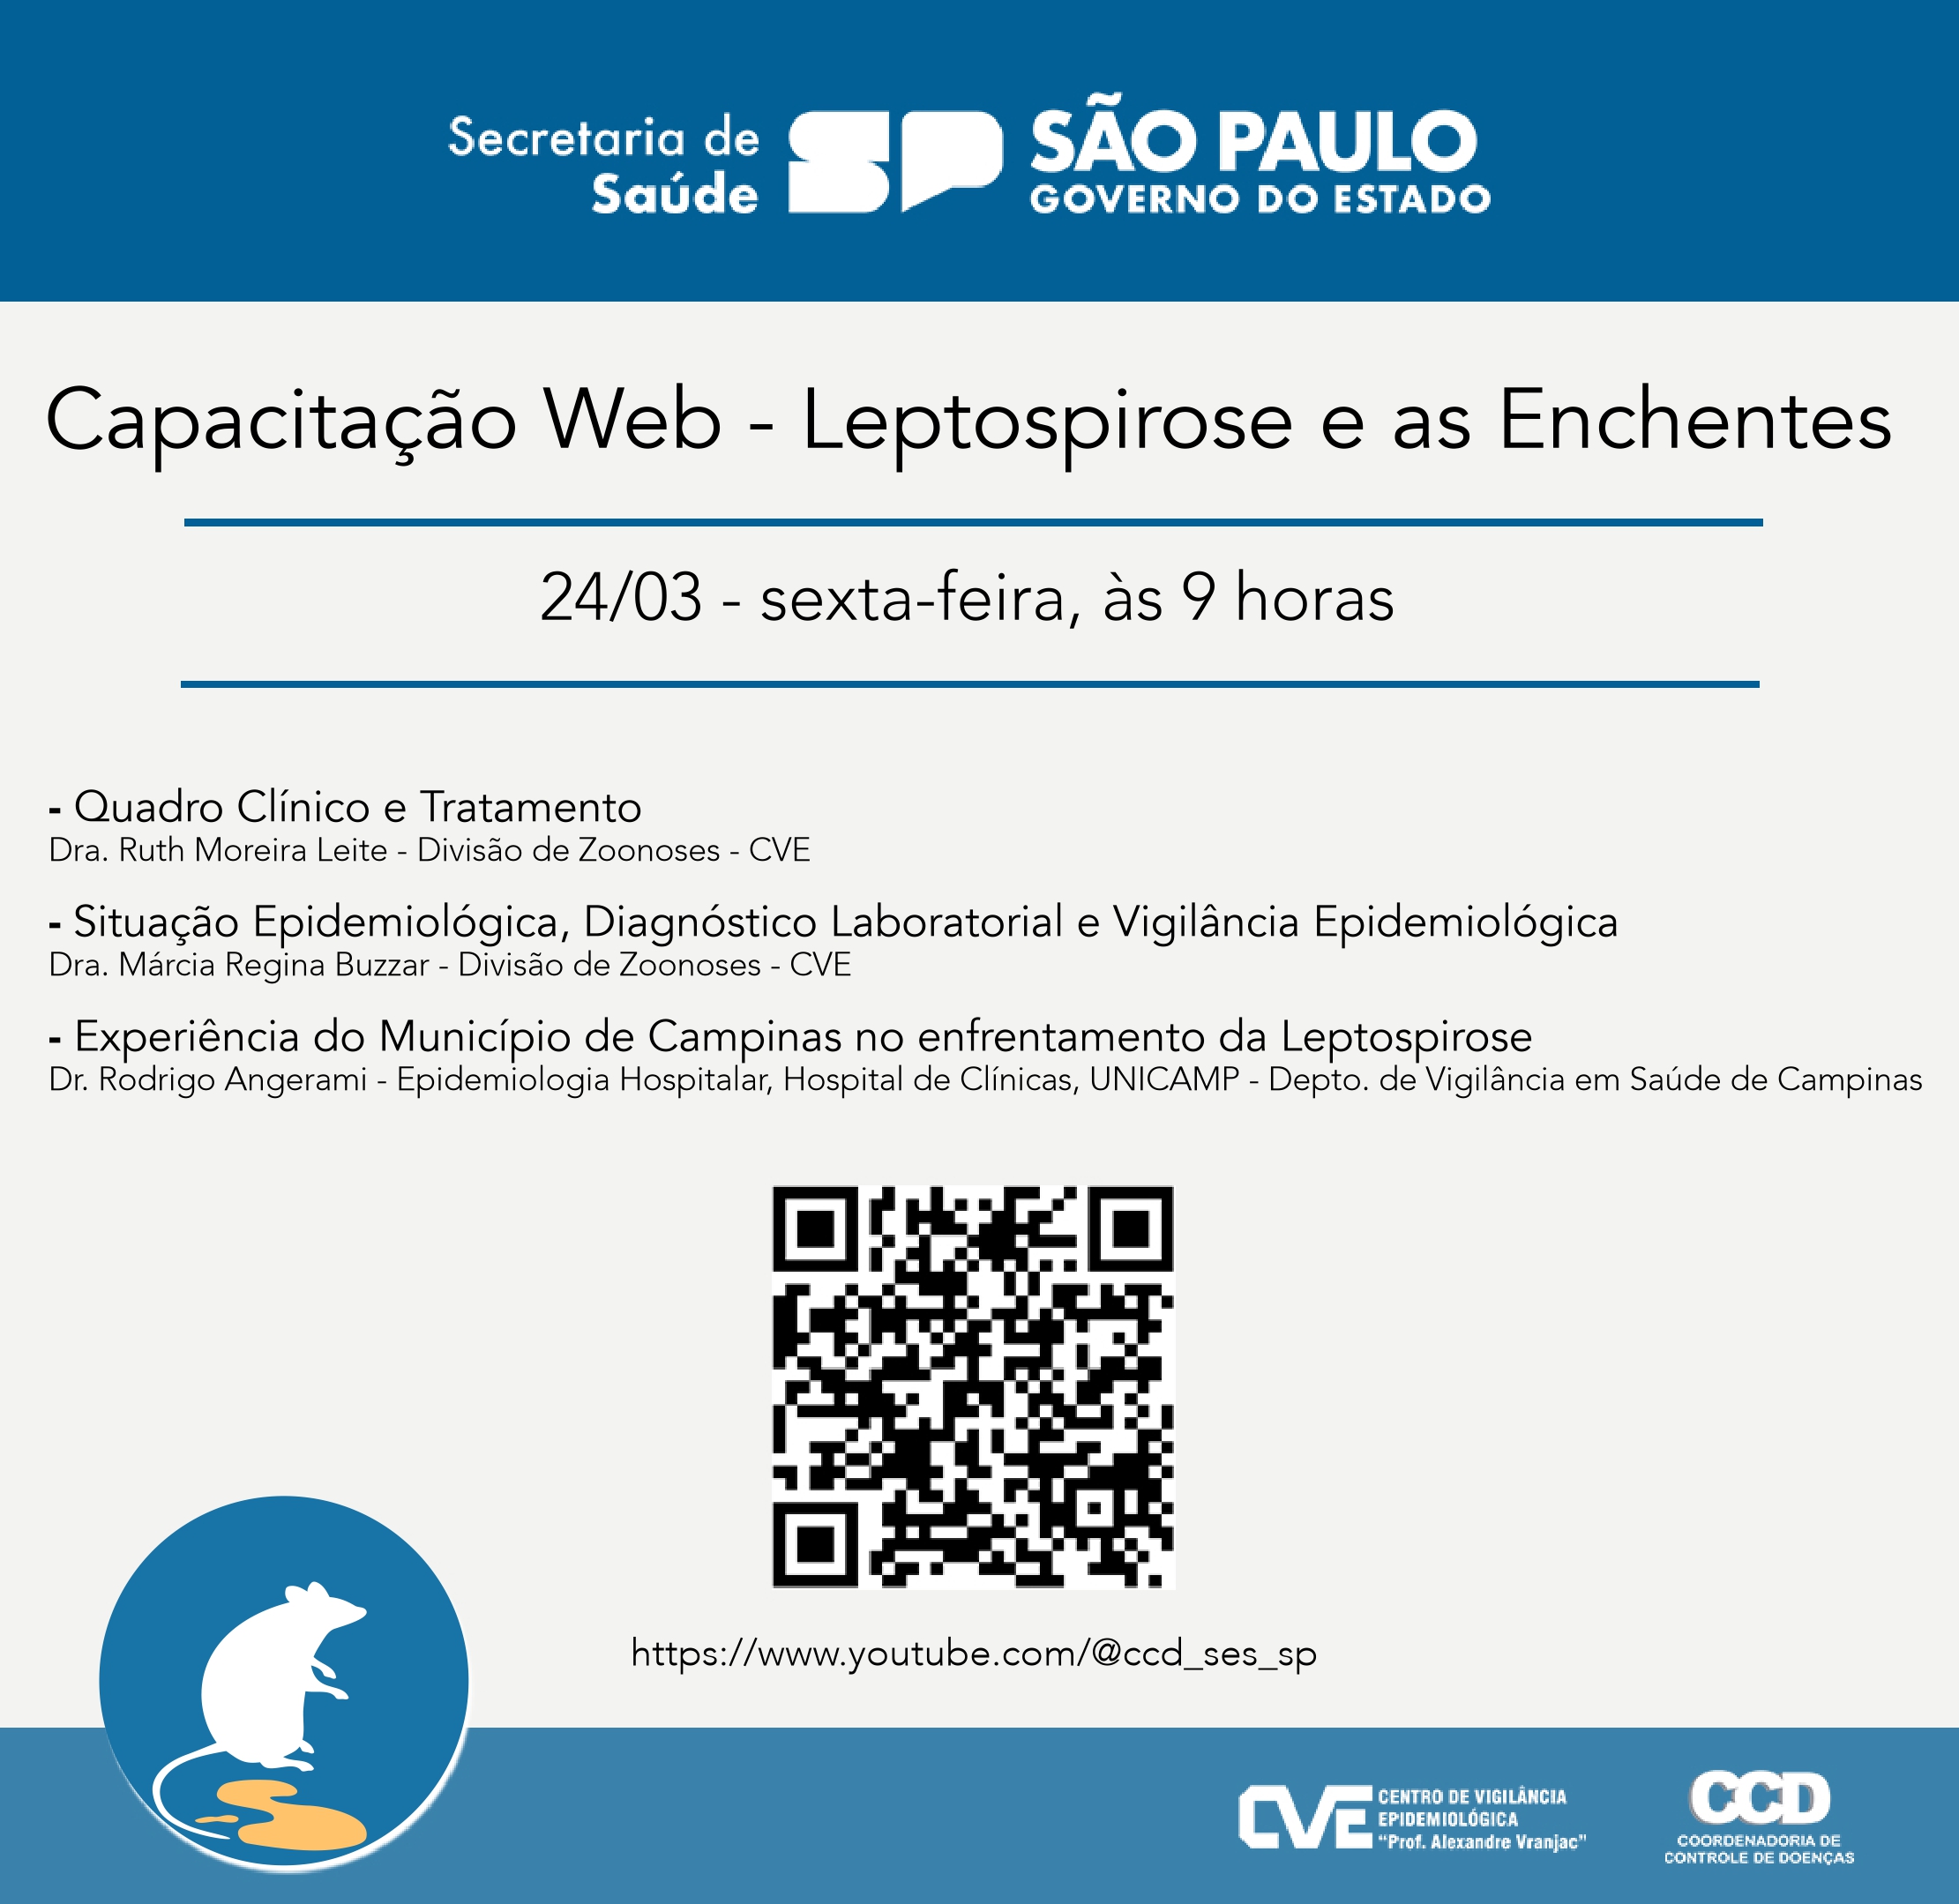 Secretaria de
Saúde
SÃO PAULO
GOVERNO DO ESTADO
Capacitação Web - Leptospirose e as Enchentes
24/03 - sexta-feira, às 9 horas
- Quadro Clínico e Tratamento
Dra. Ruth Moreira Leite - Divisão de Zoonoses - CVE
- Situação Epidemiológica, Diagnóstico Laboratorial e Vigilância Epidemiológica
Dra. Márcia Regina Buzzar - Divisão de Zoonoses - CVE
- Experiência do Município de Campinas no enfrentamento da Leptospirose
Dr. Rodrigo Angerami - Epidemiologia Hospitalar, Hospital de Clínicas, UNICAMP - Depto. de Vigilância em Saúde de Campinas
https://www.youtube.com/@ccd_ses_sp
CVE
CENTRO DE VIGILÂNCIA
EPIDEMIOLÓGICA
“Prof. Alexandre Vranjac”
CCD
COORDENADORIA DE
CONTROLE DE DOENÇAS